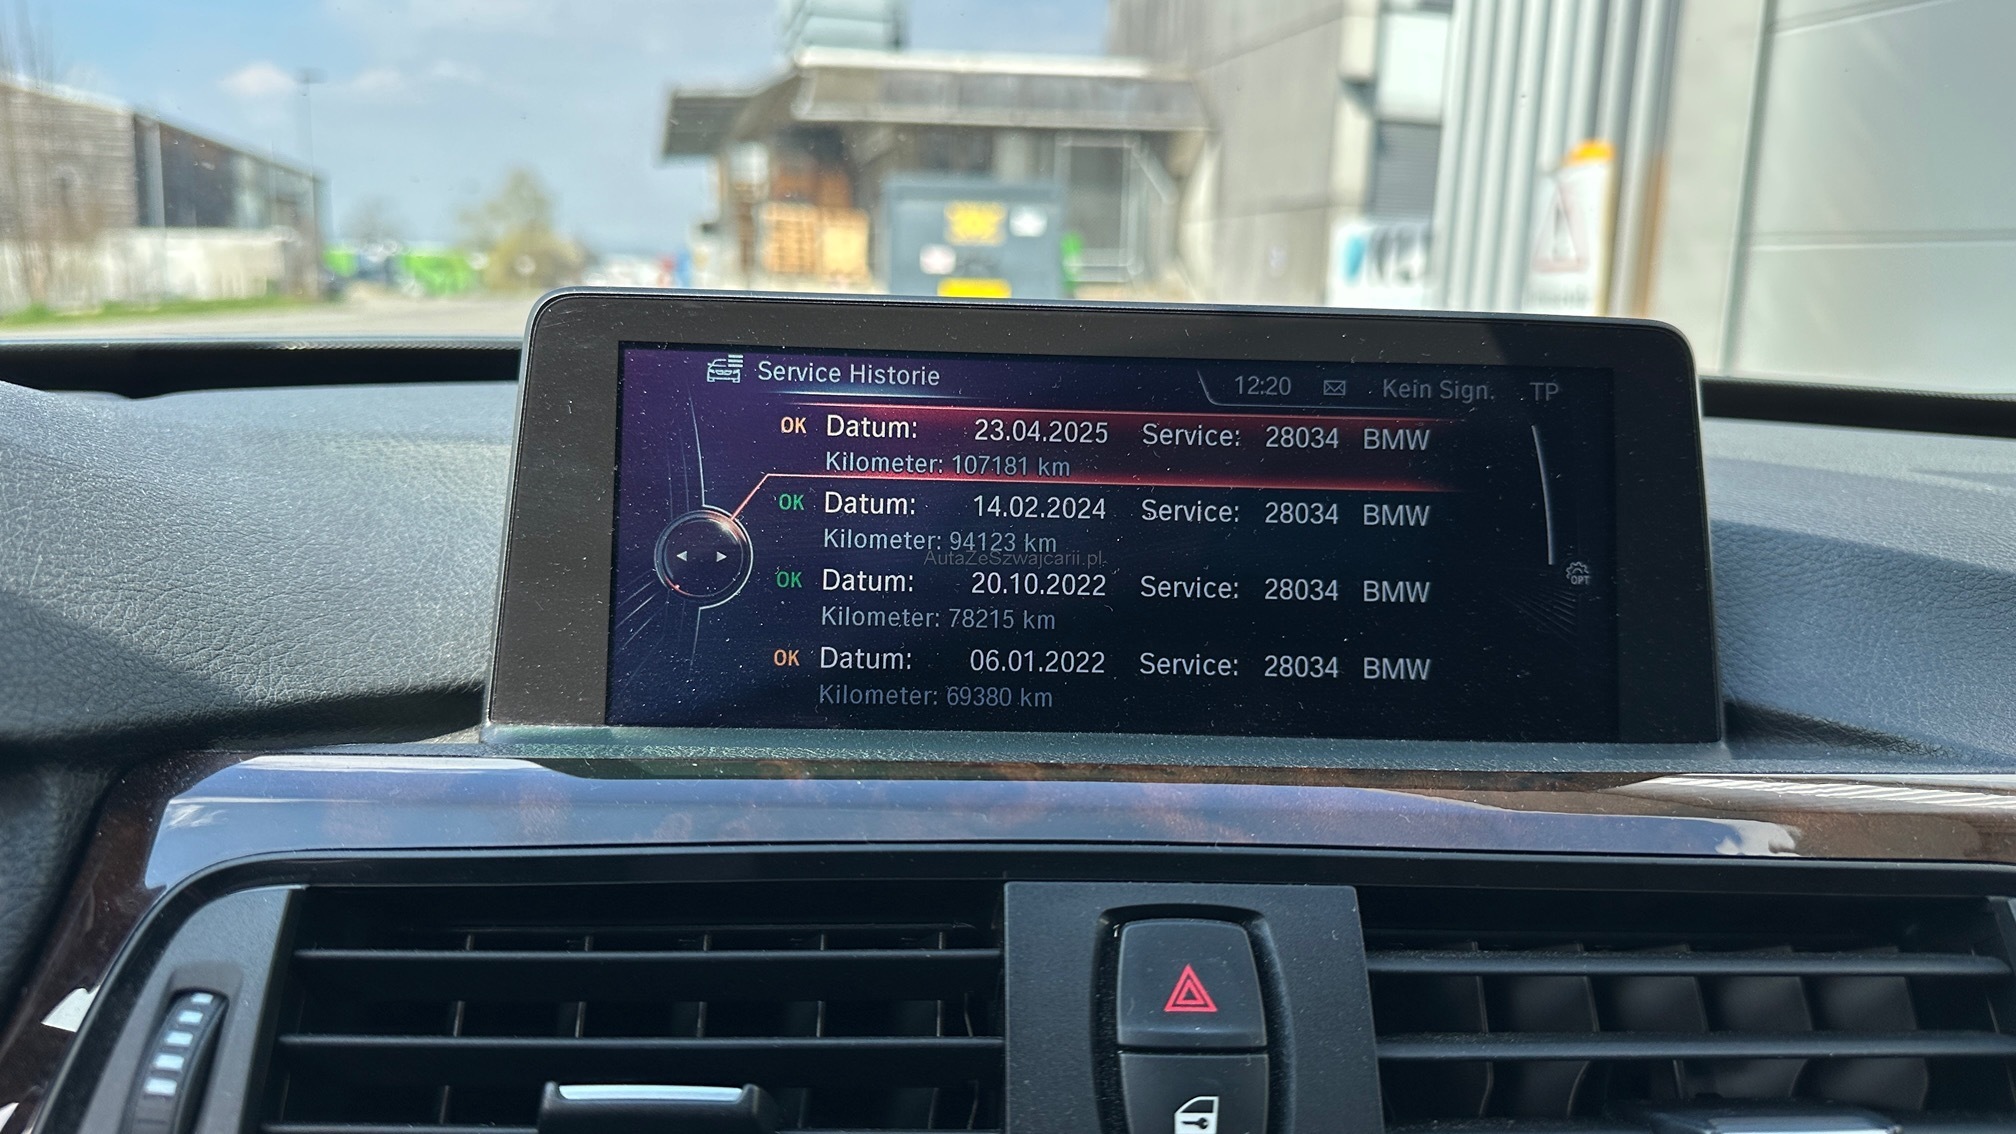 Service Historie 12:20 Kein Sign. TP
OK Datum: 23.04.2025 Service: 28034 BMW
Kilometer: 107181 km
OK Datum: 14.02.2024 Service: 28034 BMW
Kilometer: 94123 km
AutaZeSzwajcarii.pl
OK Datum: 20.10.2022 Service: 28034 BMW
OPT
Kilometer: 78215 km
OK Datum: 06.01.2022 Service: 28034 BMW
Kilometer: 69380 km